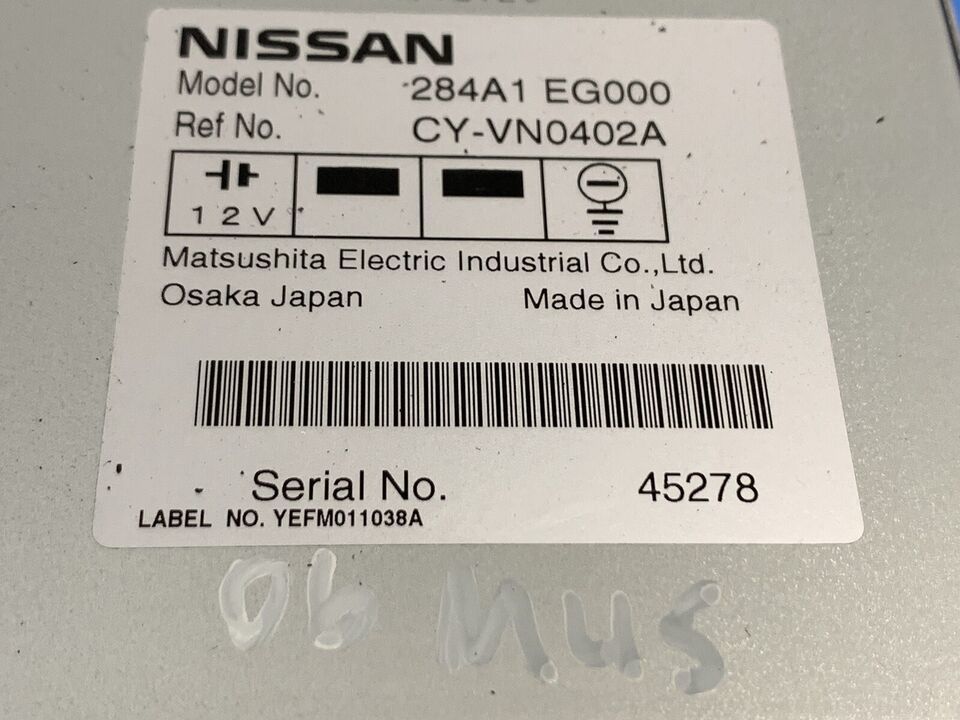 NISSAN
Model No. 284A1 EG000
Ref No. CY-VN0402A
12V
Matsushita Electric Industrial Co.,Ltd.
Osaka Japan Made in Japan
Serial No. 45278
LABEL NO. YEFM011038A
06 MUS